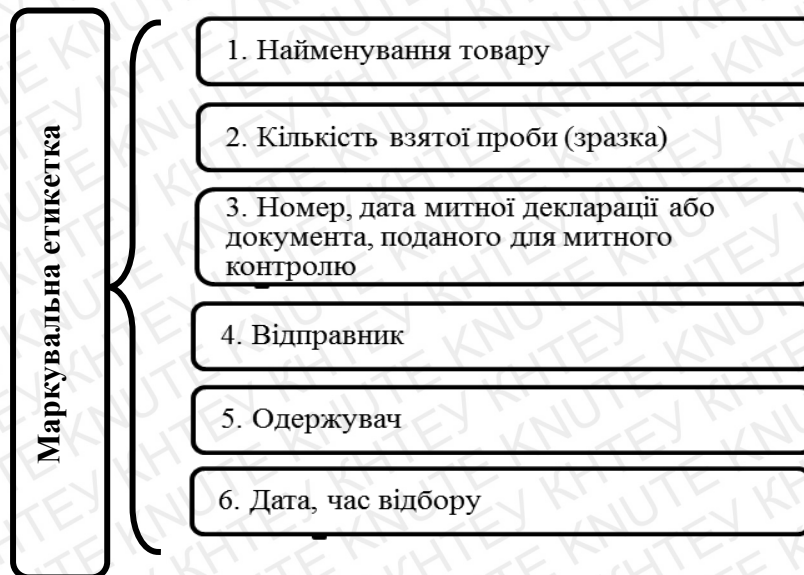 Маркувальна етикетка
1. Найменування товару
2. Кількість взятої проби (зразка)
3. Номер, дата митної декларації або
документа, поданого для митного
контролю
4. Відправник
5. Одержувач
6. Дата, час відбору